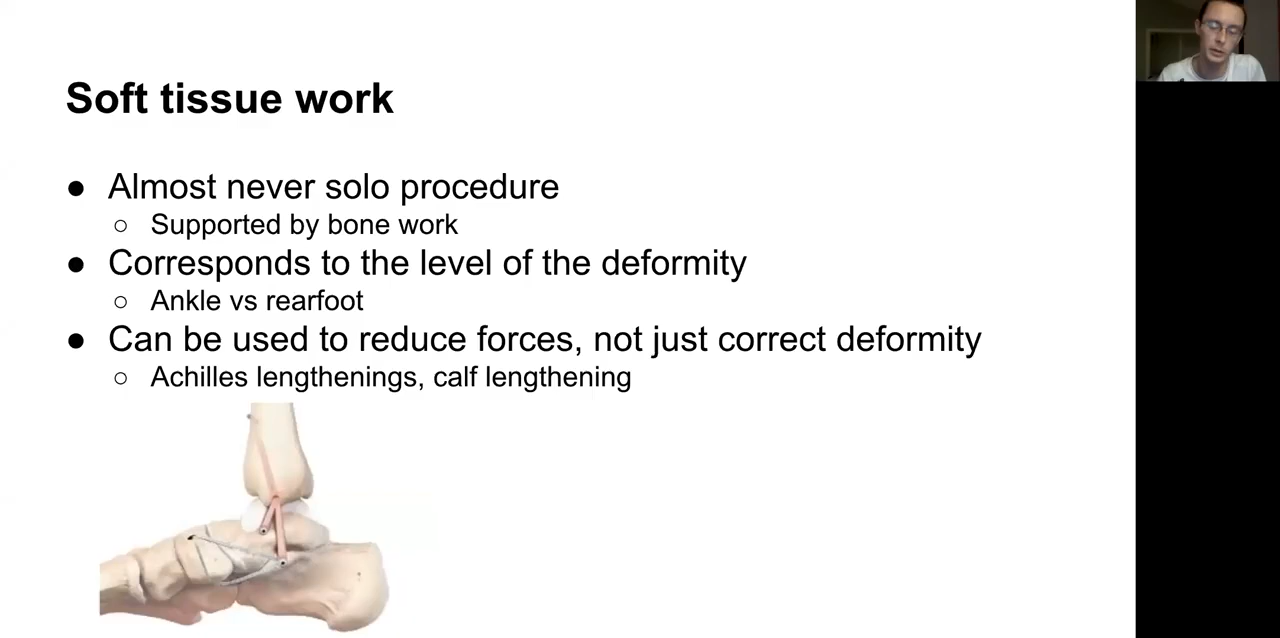 Soft tissue work
● Almost never solo procedure
○ Supported by bone work
● Corresponds to the level of the deformity
○ Ankle vs rearfoot
● Can be used to reduce forces, not just correct deformity
○ Achilles lengthenings, calf lengthening